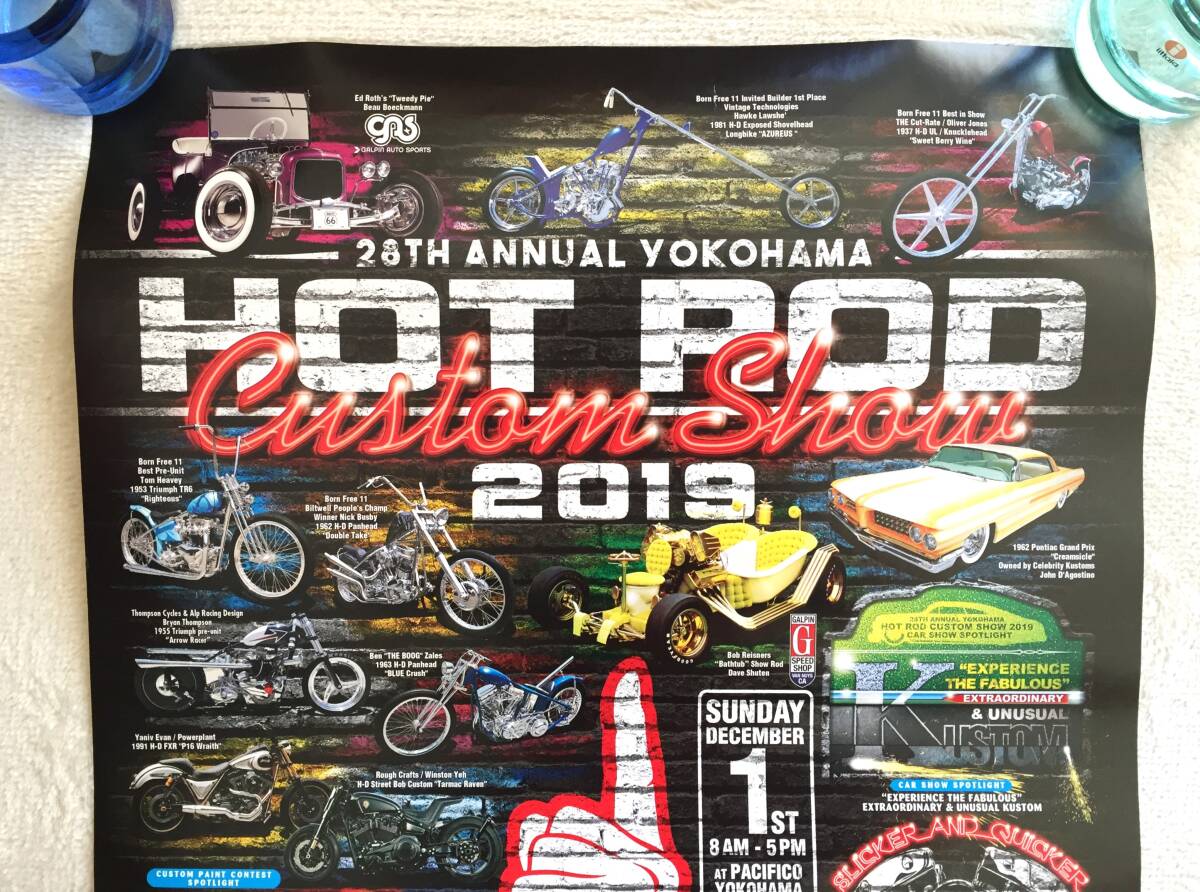 iittala
Ed Roth's "Tweedy Pie"
Beau Boeckmann
GAS
GALPIN AUTO SPORTS
66
Born Free 11 Invited Builder 1st Place
Vintage Technologies
Hawke Lawshe
1981 H-D Exposed Shovelhead
Longbike "AZUREUS"
Born Free 11 Best in Show
THE Cut-Rate / Oliver Jones
1937 H-D UL / Knucklehead
"Sweet Berry Wine"
28TH ANNUAL YOKOHAMA
HOT ROD
Custom Show
2019
Born Free 11
Best Pre-Unit
Tom Heavey
1953 Triumph TR6
"Righteous"
Born Free 11
Biltwell People's Champ
Winner Nick Busby
1962 H-D Panhead
"Double Take"
1962 Pontiac Grand Prix
"Creamsicle"
Owned by Celebrity Kustoms
John D'Agostino
Thompson Cycles & Alp Racing Design
Bryan Thompson
1955 Triumph pre-unit
"Arrow Racer"
Ben "THE BOOG" Zales
1963 H-D Panhead
"BLUE Crush"
Bob Reisners
"Bathtub" Show Rod
Dave Shuten
GALPIN
G
SPEED
SHOP
VAN NUYS
CA
28TH ANNUAL YOKOHAMA
HOT ROD CUSTOM SHOW 2019
CAR SHOW SPOTLIGHT
"EXPERIENCE
THE FABULOUS"
EXTRAORDINARY
& UNUSUAL
KUSTOM
CAR SHOW SPOTLIGHT
"EXPERIENCE THE FABULOUS"
EXTRAORDINARY & UNUSUAL KUSTOM
SLICKER AND QUICKER
Yaniv Evan / Powerplant
1991 H-D FXR "P16 Wraith"
Rough Crafts / Winston Yeh
H-D Street Bob Custom "Tarmac Raven"
CUSTOM PAINT CONTEST
SPOTLIGHT
SUNDAY
DECEMBER
1ST
8 AM - 5 PM
AT PACIFICO
YOKOHAMA